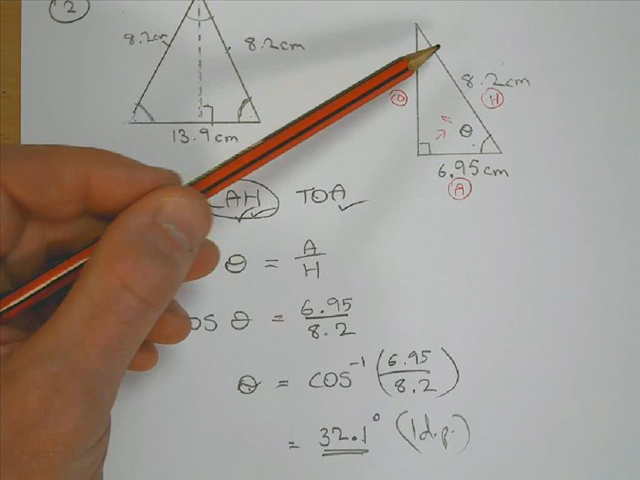 2
8.2cm 8.2cm
13.9cm
8.2cm
O H
θ
6.95cm
A
AH TOA
θ = A/H
os θ = 6.95/8.2
θ = cos⁻¹ (6.95/8.2)
= 32.1° (1d.p.)